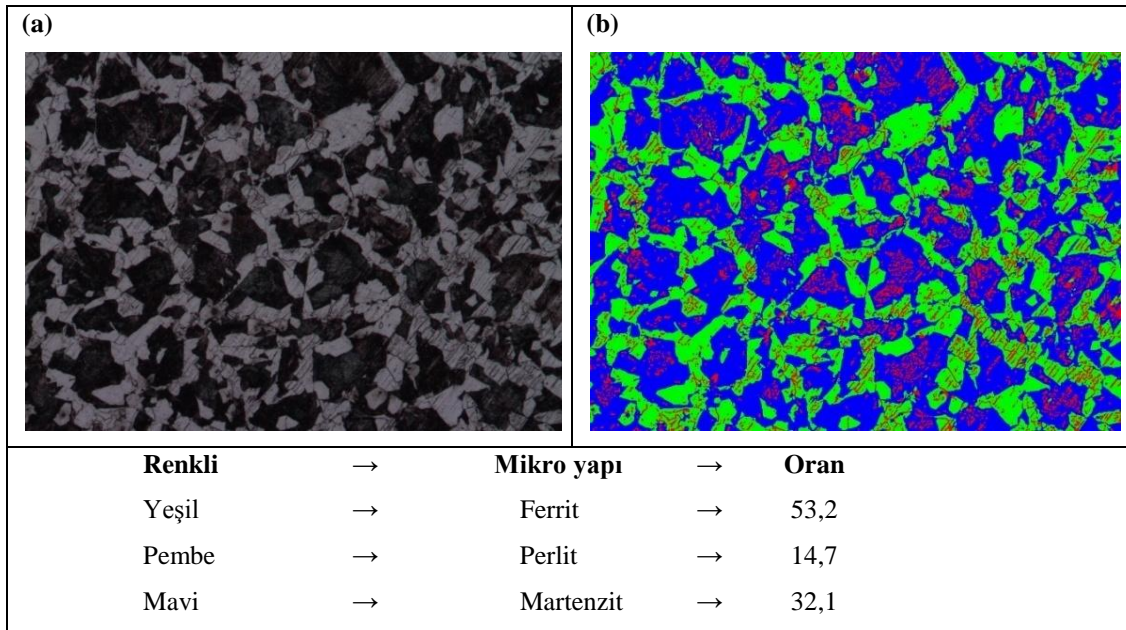 (a) (b)
Renkli → Mikro yapı → Oran
Yeşil → Ferrit → 53,2
Pembe → Perlit → 14,7
Mavi → Martenzit → 32,1